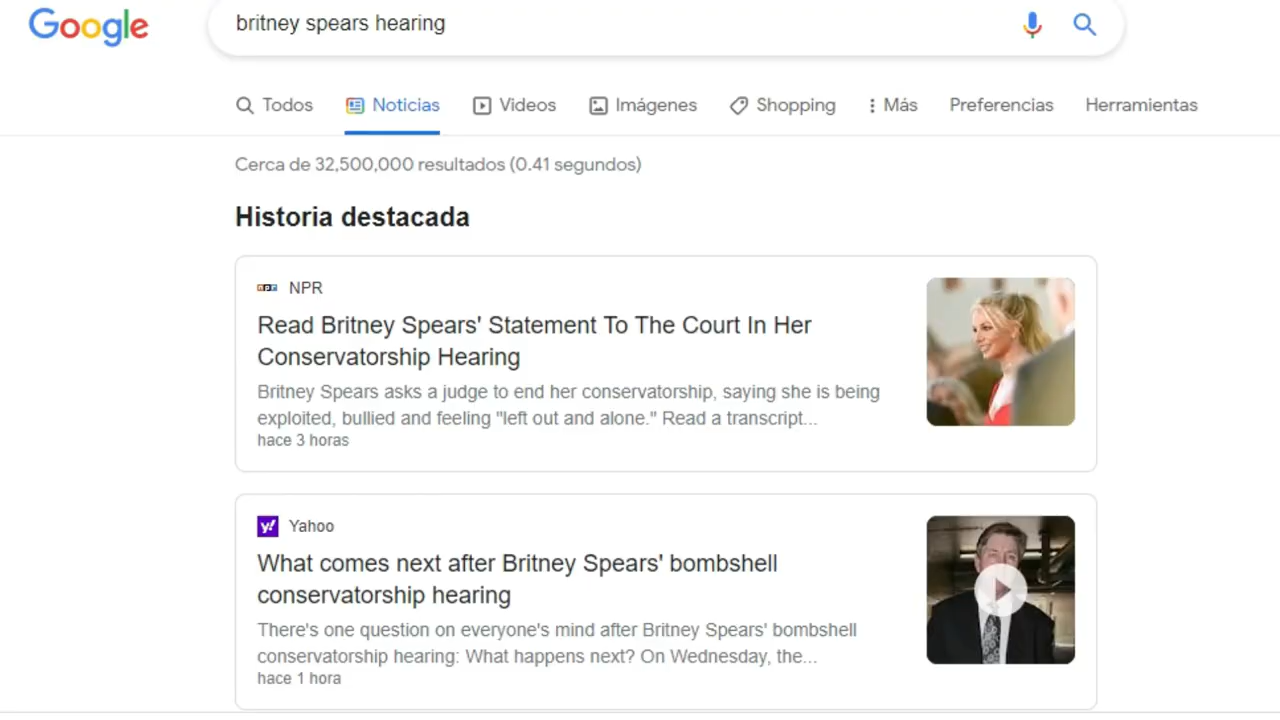 Google
britney spears hearing
Todos Noticias Videos Imágenes Shopping Más Preferencias Herramientas
Cerca de 32,500,000 resultados (0.41 segundos)
Historia destacada
npr NPR
Read Britney Spears' Statement To The Court In Her
Conservatorship Hearing
Britney Spears asks a judge to end her conservatorship, saying she is being
exploited, bullied and feeling "left out and alone." Read a transcript...
hace 3 horas
y! Yahoo
What comes next after Britney Spears' bombshell
conservatorship hearing
There's one question on everyone's mind after Britney Spears' bombshell
conservatorship hearing: What happens next? On Wednesday, the...
hace 1 hora